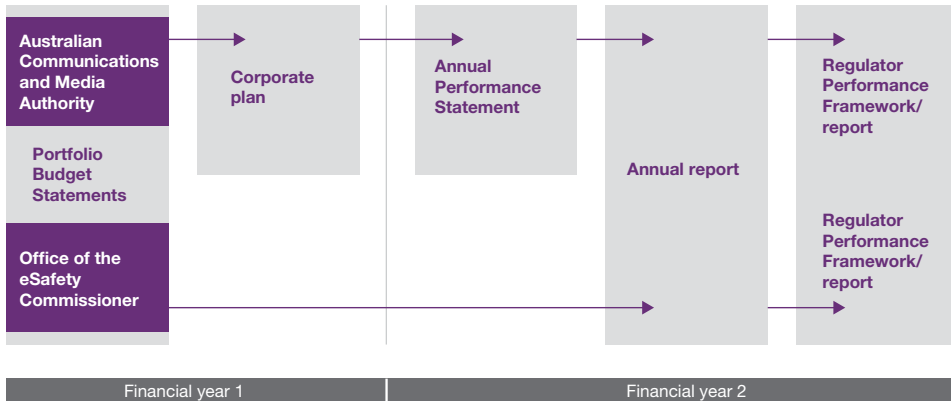 Australian
Communications
and Media
Authority
Portfolio
Budget
Statements
Office of the
eSafety
Commissioner
Corporate
plan
Annual
Performance
Statement
Annual report
Regulator
Performance
Framework/
report
Regulator
Performance
Framework/
report
Financial year 1
Financial year 2